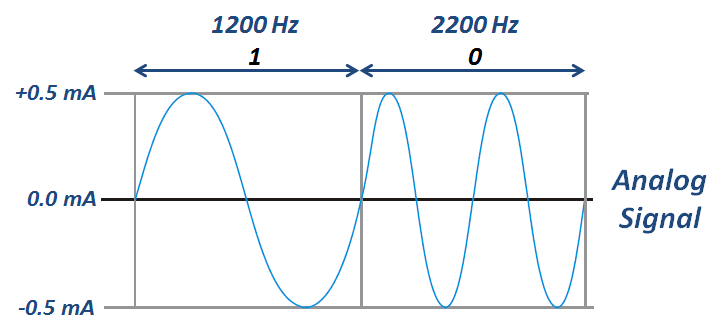 1200 Hz
2200 Hz
1
0
+0.5 mA
0.0 mA
-0.5 mA
Analog
Signal